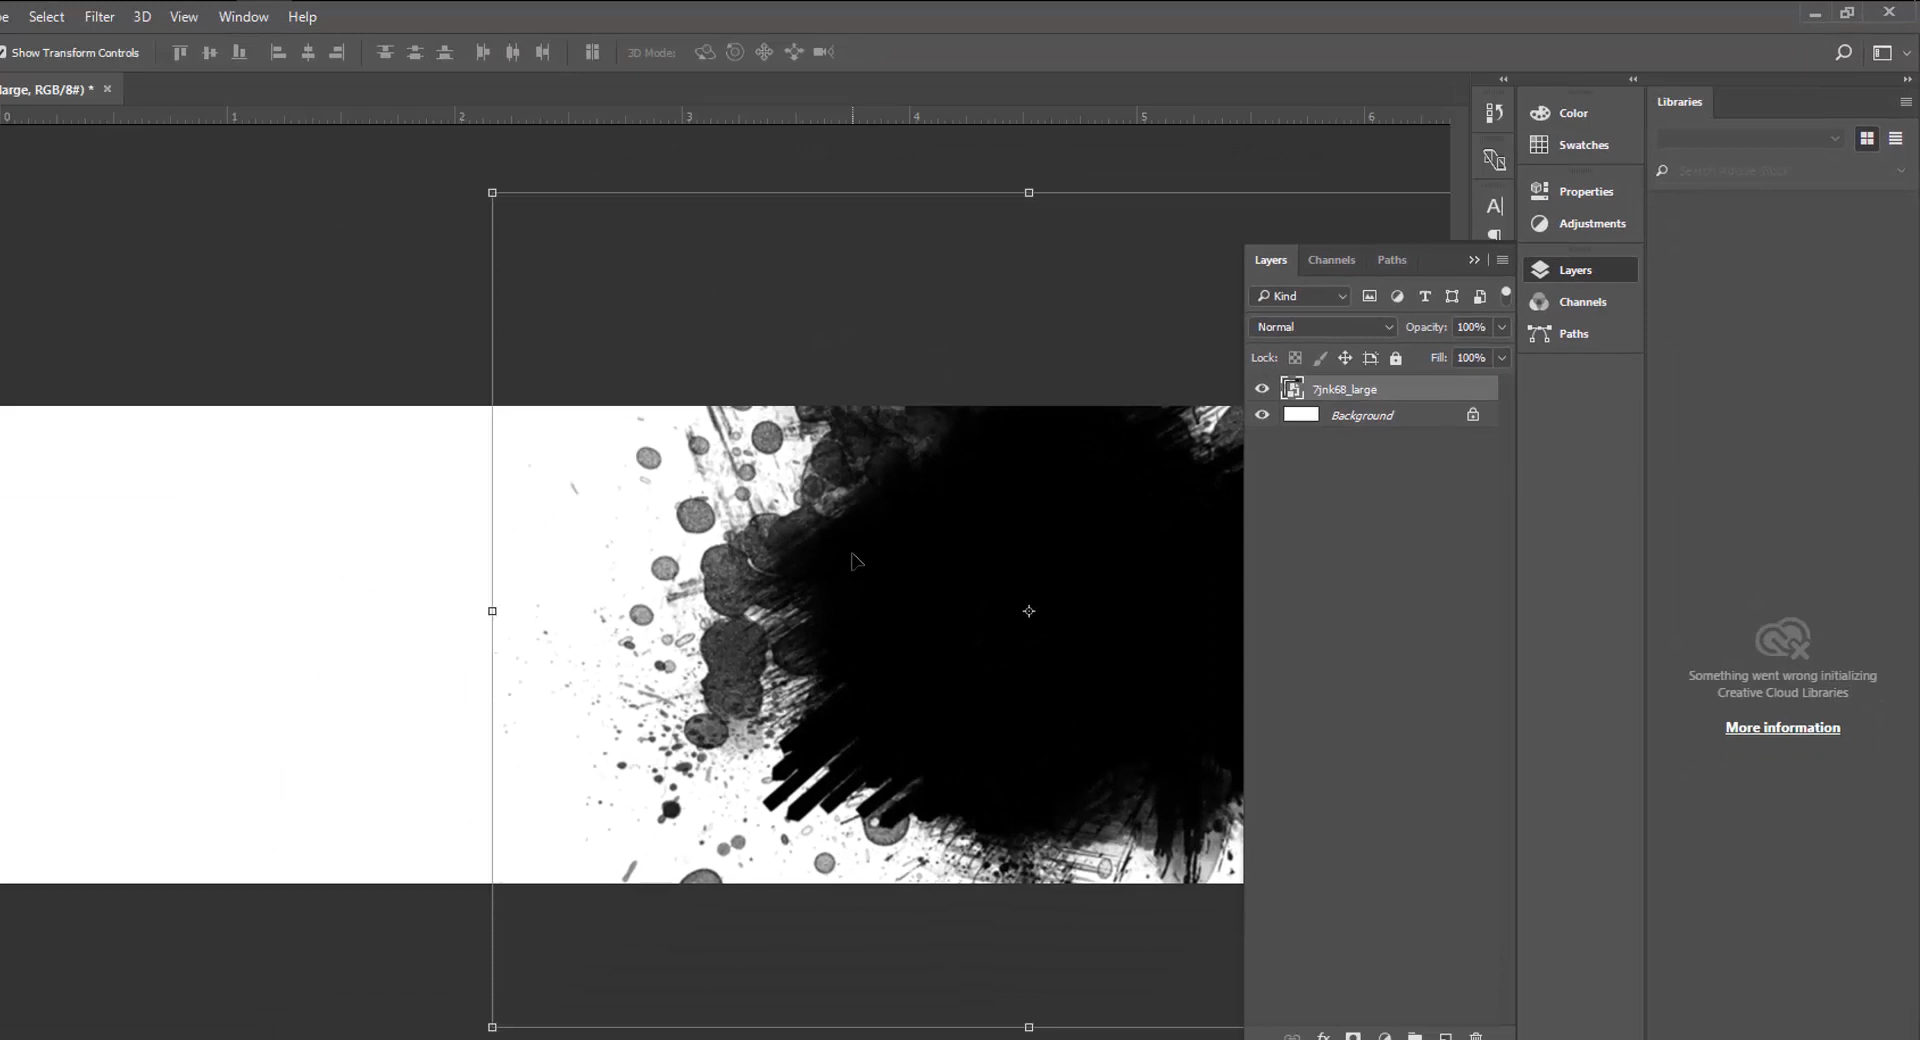 Select Filter 3D View Window Help
Show Transform Controls
3D Mode:
large, RGB/8#) * ×
0 1 2 3 4 5 6
Color
Swatches
Properties
Adjustments
Layers
Channels
Paths
Libraries
Layers Channels Paths
Kind
Normal Opacity: 100%
Lock: Fill: 100%
7jnk68_large
Background
Something went wrong initializing
Creative Cloud Libraries
More information